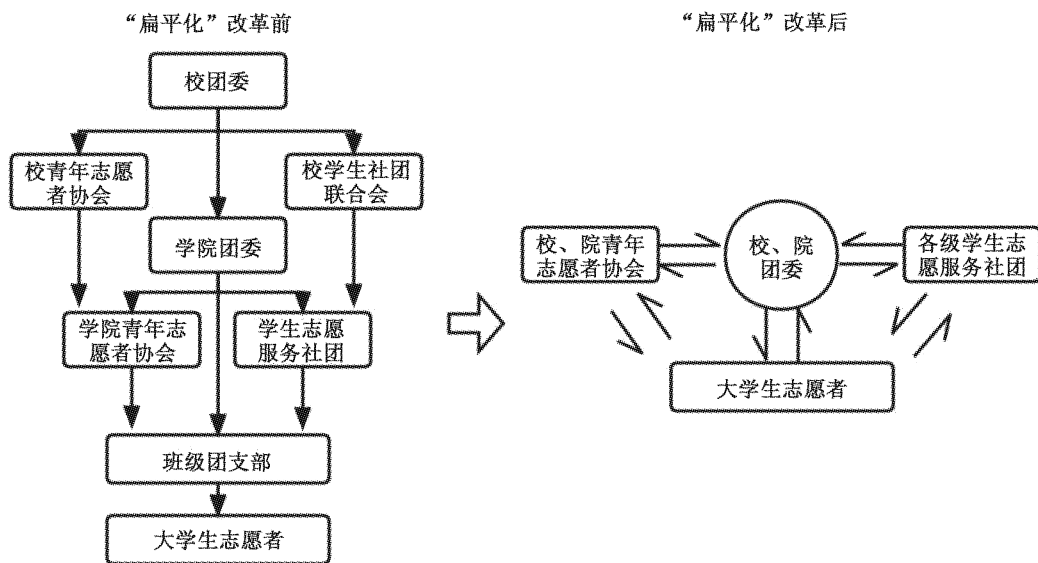 “扁平化”改革前
“扁平化”改革后
校团委
校青年志愿
者协会
校学生社团
联合会
学院团委
学院青年志
愿者协会
学生志愿
服务社团
班级团支部
大学生志愿者
校、院青年
志愿者协会
校、院
团委
各级学生志
愿服务社团
大学生志愿者